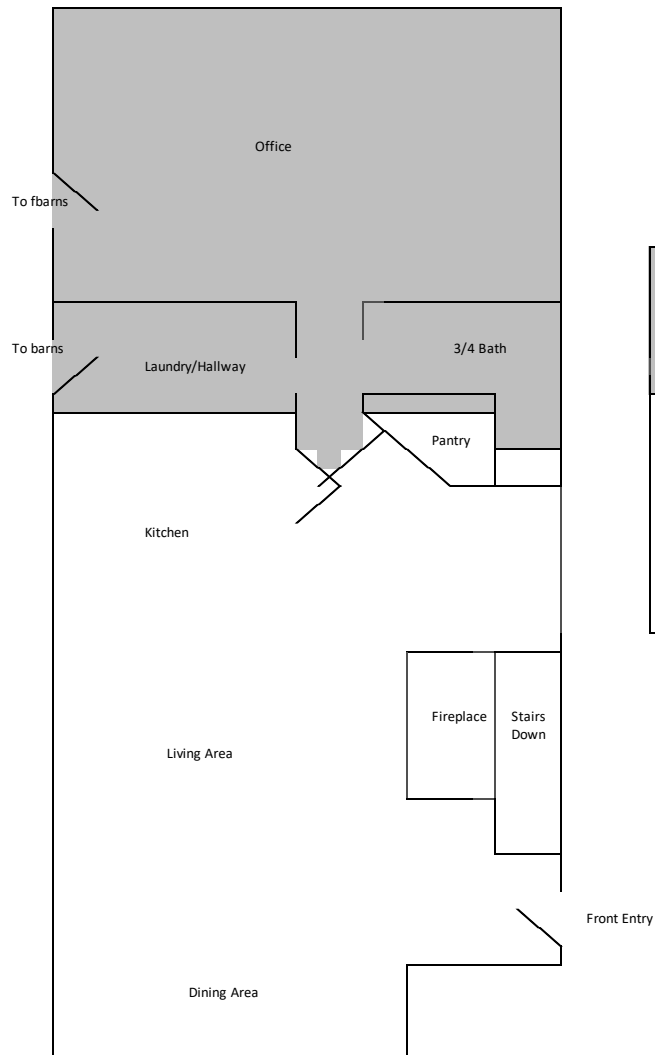 Office
To fbarns
To barns
3/4 Bath
Laundry/Hallway
Pantry
Kitchen
Fireplace
Stairs
Down
Living Area
Front Entry
Dining Area